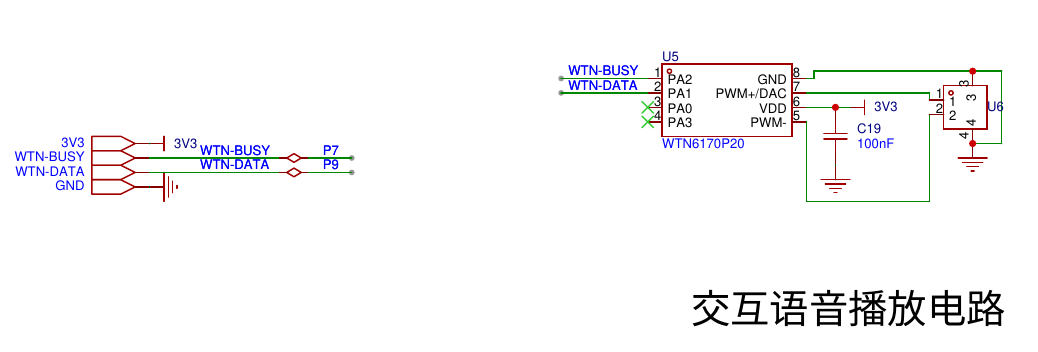 3V3
WTN-BUSY
WTN-DATA
GND
3V3
WTN-BUSY
P7
WTN-DATA
P9
U5
WTN-BUSY
WTN-DATA
1
2
3
4
PA2
PA1
PA0
PA3
GND
PWM+/DAC
VDD
PWM-
8
7
6
5
WTN6170P20
3V3
C19
100nF
1
2
1
2
3
3
4
4
U6
交互语音播放电路